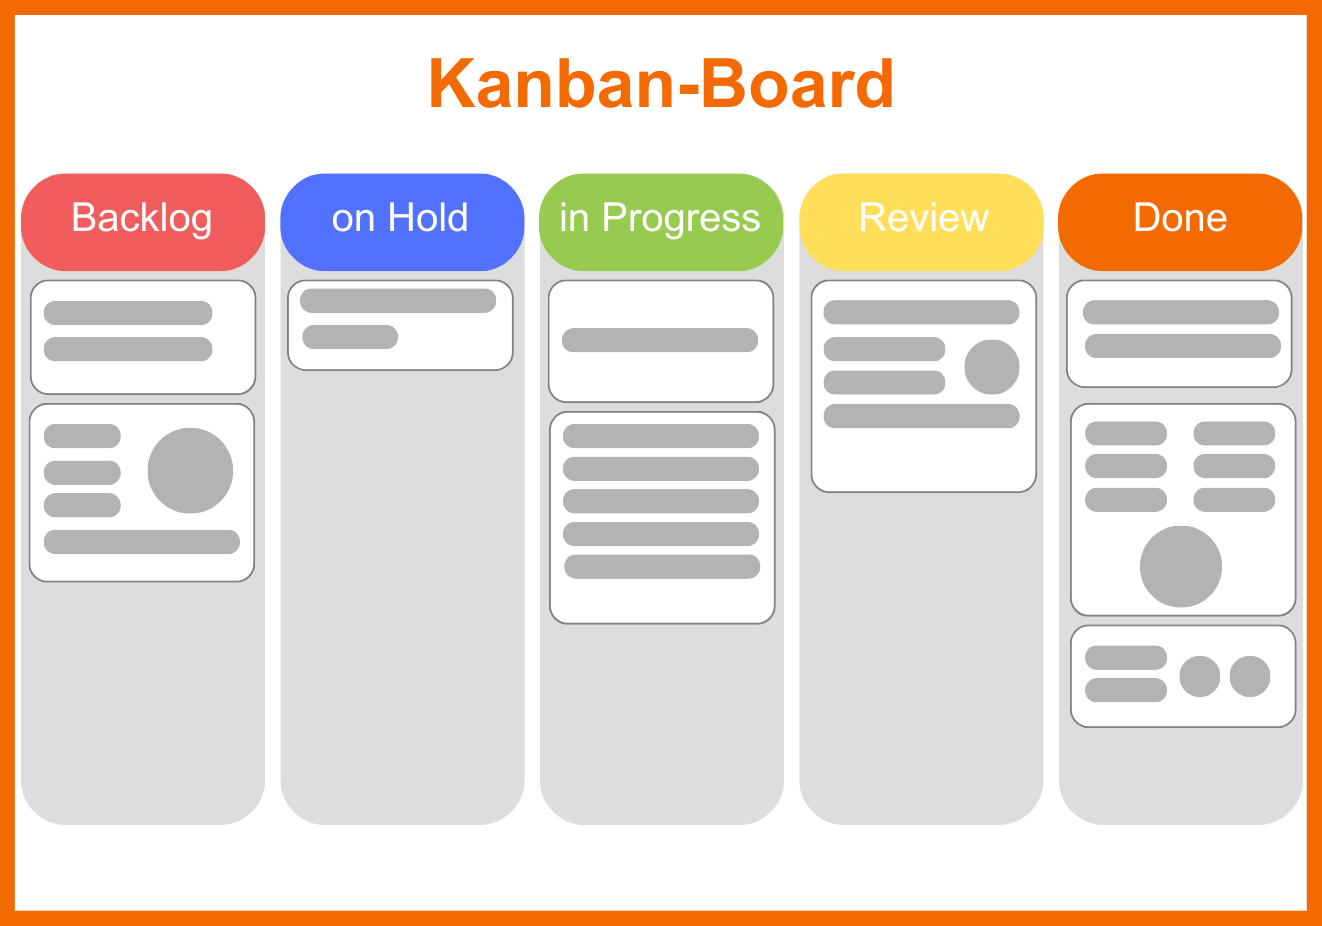 Kanban-Board
Backlog
on Hold
in Progress
Review
Done